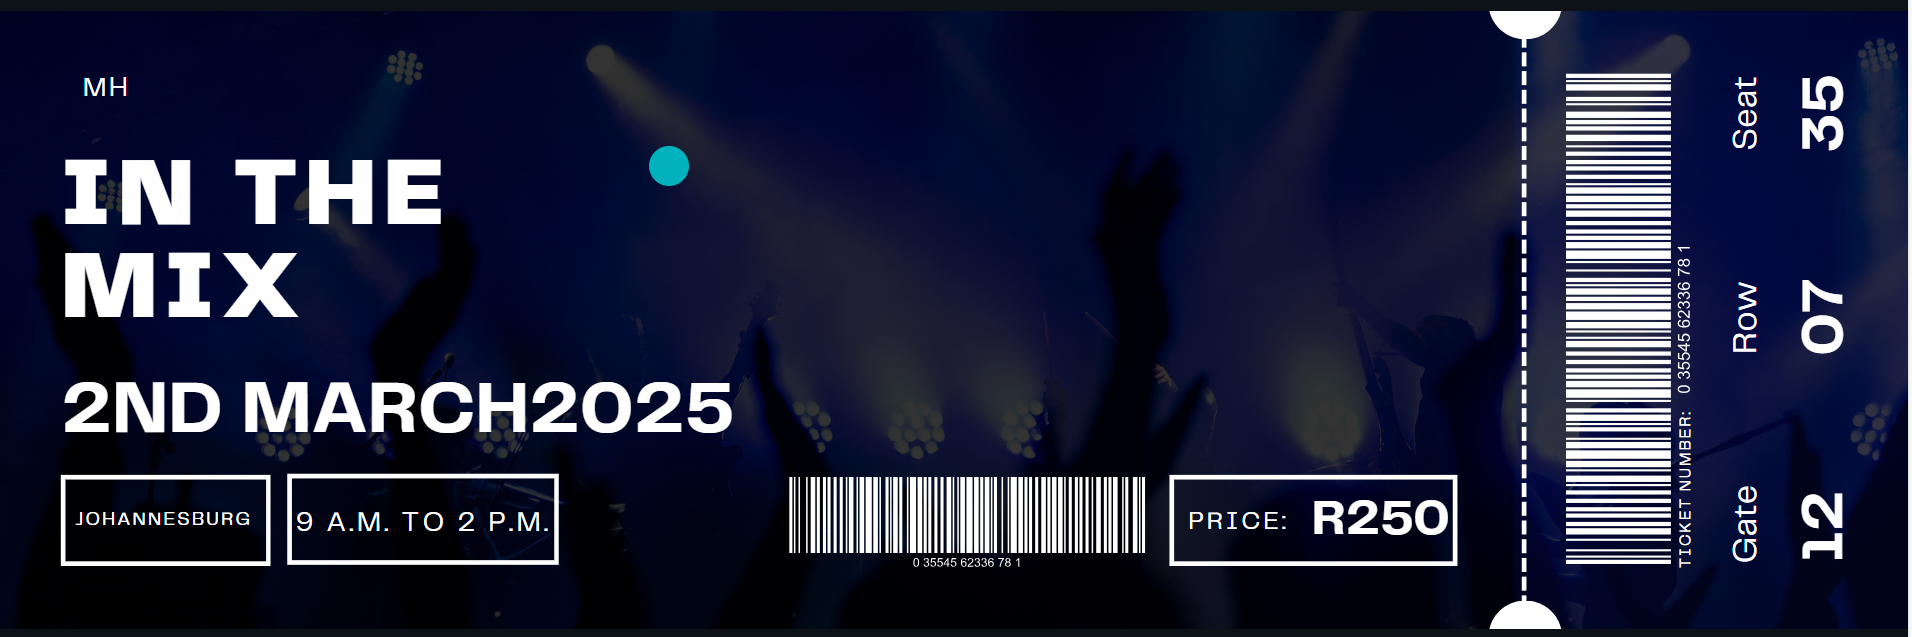 MH
IN THE
MIX
2ND MARCH2025
JOHANNESBURG
9 A.M. TO 2 P.M.
0 35545 62336 78 1
PRICE: R250
TICKET NUMBER: 0 35545 62336 78 1
Gate Row Seat
12 07 35